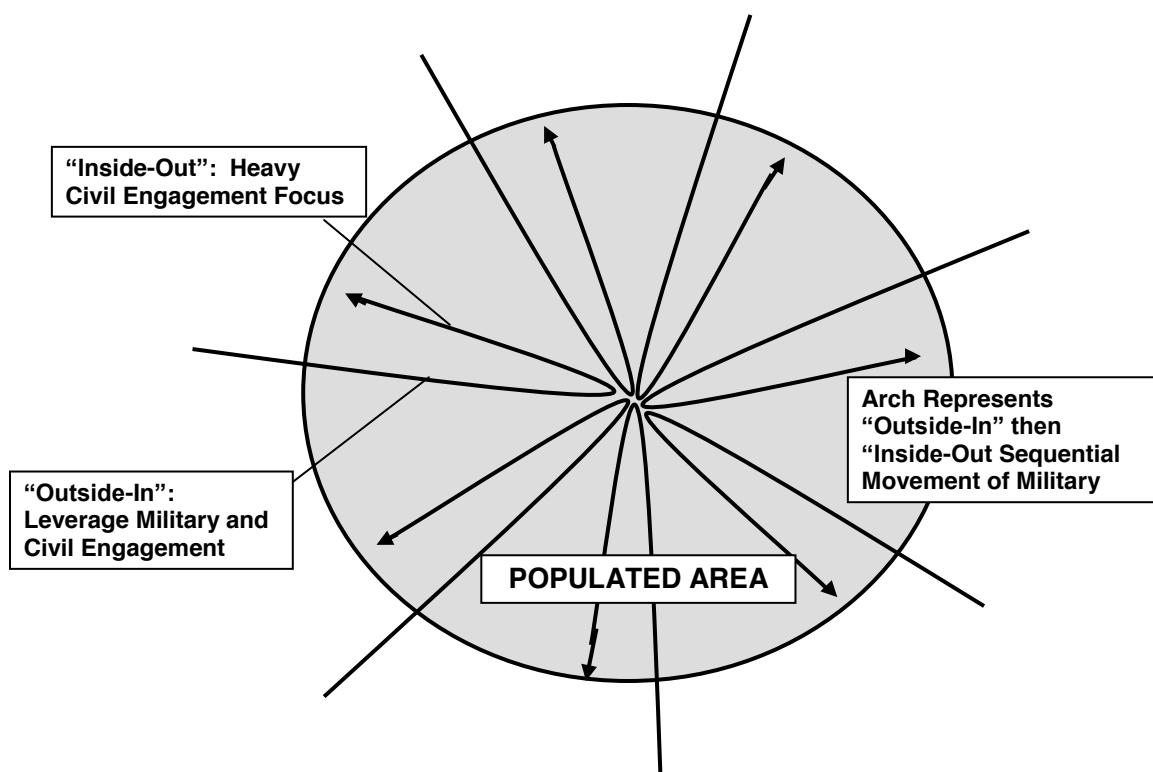 “Inside-Out”:  Heavy
Civil Engagement Focus
Arch Represents
“Outside-In” then
“Inside-Out Sequential
Movement of Military
“Outside-In”:
Leverage Military and
Civil Engagement
POPULATED AREA